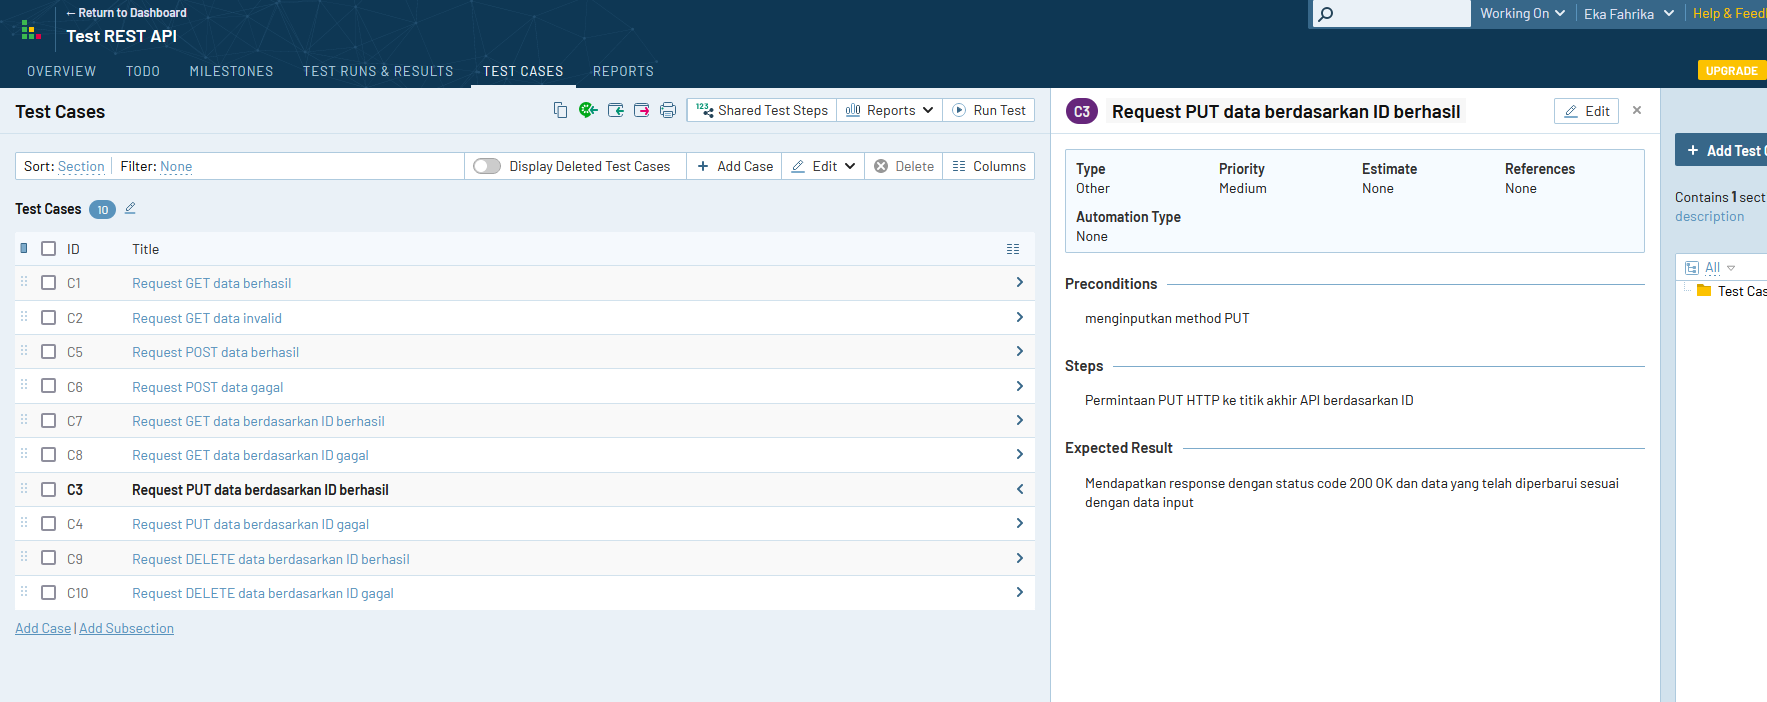 ← Return to Dashboard
Test REST API
Working On
Eka Fahrika
Help & Feed
OVERVIEW TODO MILESTONES TEST RUNS & RESULTS TEST CASES REPORTS
UPGRADE
Test Cases
123 Shared Test Steps
Reports
Run Test
Sort: Section Filter: None
Display Deleted Test Cases
+ Add Case
Edit
Delete
Columns
Test Cases 10
ID Title
C1 Request GET data berhasil
C2 Request GET data invalid
C5 Request POST data berhasil
C6 Request POST data gagal
C7 Request GET data berdasarkan ID berhasil
C8 Request GET data berdasarkan ID gagal
C3 Request PUT data berdasarkan ID berhasil
C4 Request PUT data berdasarkan ID gagal
C9 Request DELETE data berdasarkan ID berhasil
C10 Request DELETE data berdasarkan ID gagal
Add Case | Add Subsection
C3 Request PUT data berdasarkan ID berhasil
Edit ×
Type Priority Estimate References
Other Medium None None
Automation Type
None
Preconditions
menginputkan method PUT
Steps
Permintaan PUT HTTP ke titik akhir API berdasarkan ID
Expected Result
Mendapatkan response dengan status code 200 OK dan data yang telah diperbarui sesuai
dengan data input
+ Add Test C
Contains 1 sect
description
All
Test Cas